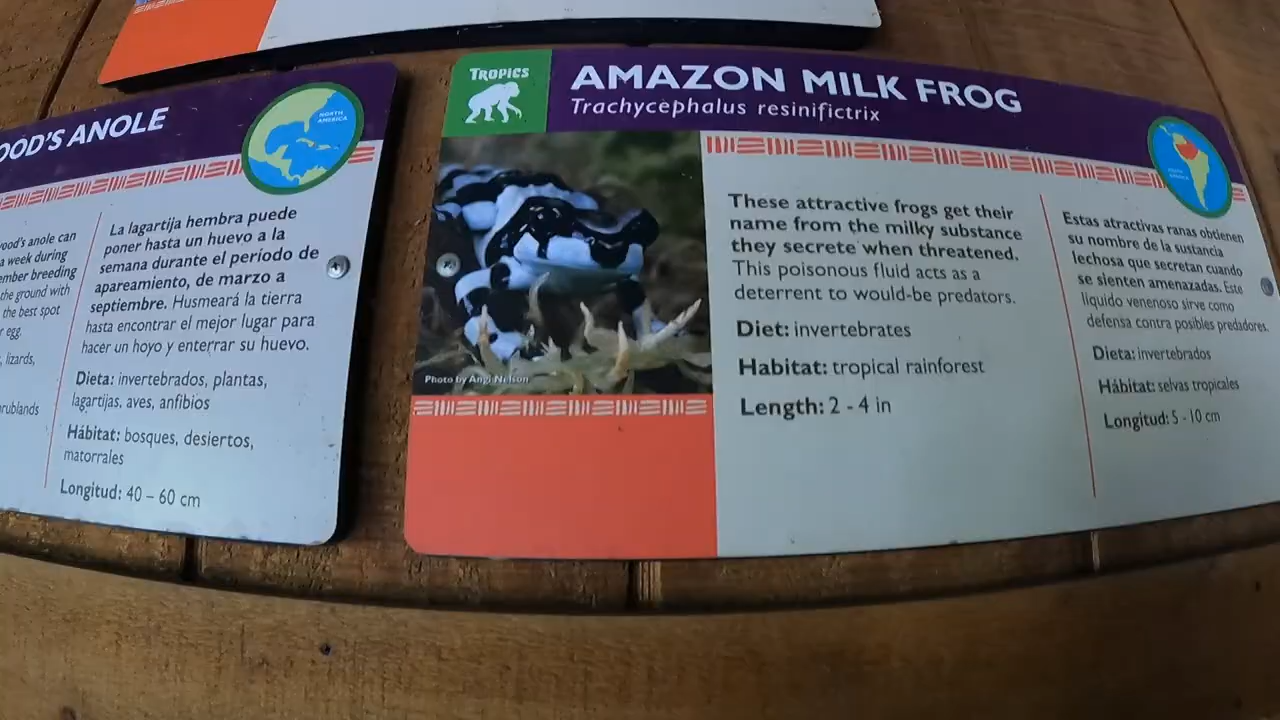 OOD'S ANOLE
NORTH
AMERICA
ood's anole can
a week during
ember breeding
the ground with
the best spot
r egg.
, lizards,
rublands
La lagartija hembra puede
poner hasta un huevo a la
semana durante el período de
apareamiento, de marzo a
septiembre. Husmeará la tierra
hasta encontrar el mejor lugar para
hacer un hoyo y enterrar su huevo.
Dieta: invertebrados, plantas,
lagartijas, aves, anfibios
Hábitat: bosques, desiertos,
matorrales
Longitud: 40 – 60 cm
TROPICS
AMAZON MILK FROG
Trachycephalus resinifictrix
SOUTH
AMERICA
Photo by Angi Nelson
These attractive frogs get their
name from the milky substance
they secrete when threatened.
This poisonous fluid acts as a
deterrent to would-be predators.
Diet: invertebrates
Habitat: tropical rainforest
Length: 2 - 4 in
Estas atractivas ranas obtienen
su nombre de la sustancia
lechosa que secretan cuando
se sienten amenazadas. Este
líquido venenoso sirve como
defensa contra posibles predadores.
Dieta: invertebrados
Hábitat: selvas tropicales
Longitud: 5 - 10 cm